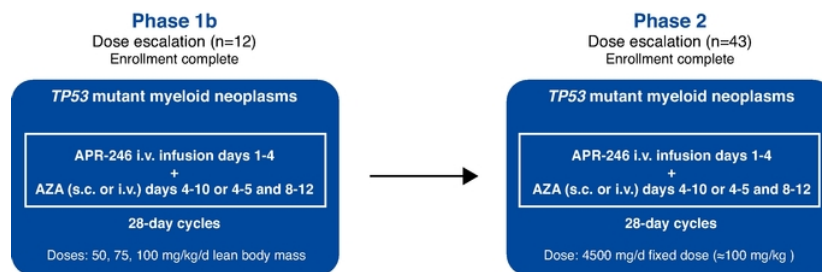 Phase 1b
Dose escalation (n=12)
Enrollment complete
TP53 mutant myeloid neoplasms
APR-246 i.v. infusion days 1-4
+
AZA (s.c. or i.v.) days 4-10 or 4-5 and 8-12
28-day cycles
Doses: 50, 75, 100 mg/kg/d lean body mass
Phase 2
Dose escalation (n=43)
Enrollment complete
TP53 mutant myeloid neoplasms
APR-246 i.v. infusion days 1-4
+
AZA (s.c. or i.v.) days 4-10 or 4-5 and 8-12
28-day cycles
Dose: 4500 mg/d fixed dose (≈100 mg/kg )